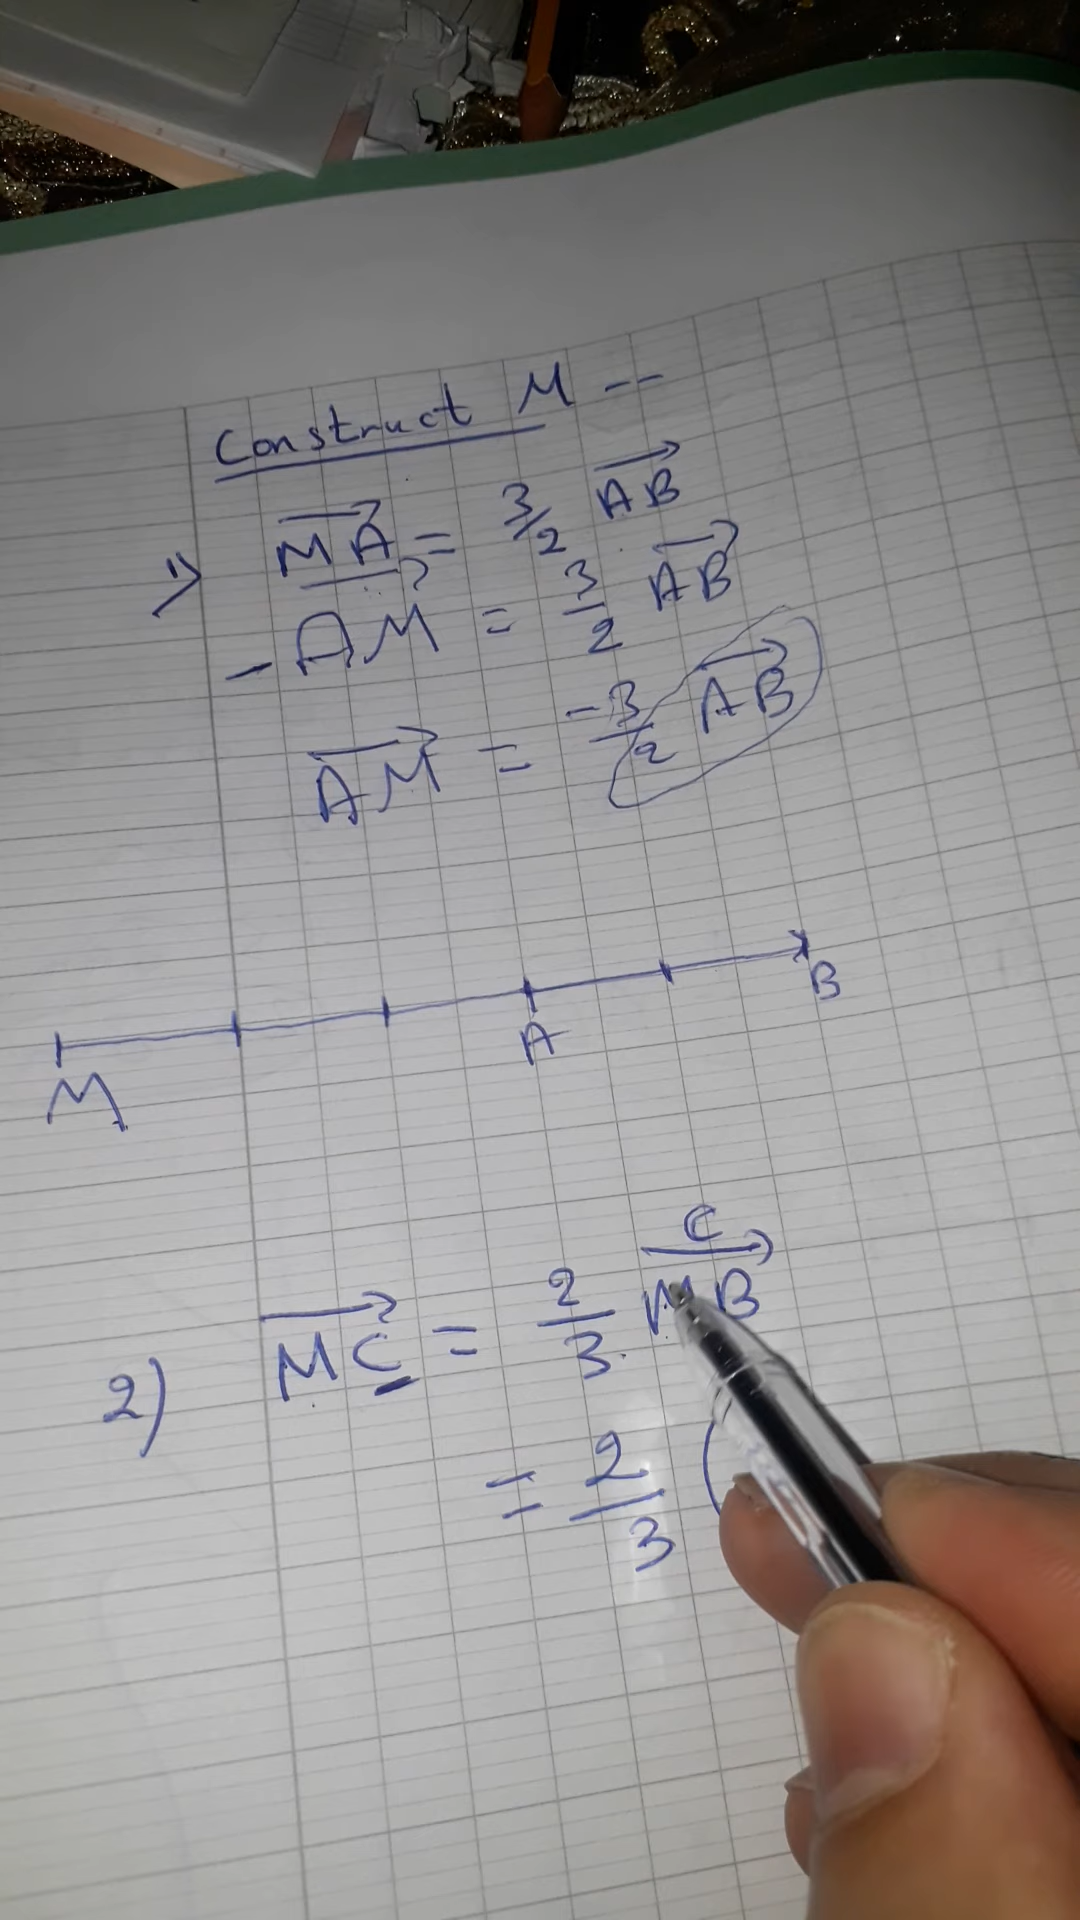 Construct M --
1) MA = 3/2 AB
- AM = 3/2 AB
AM = -3/2 AB
M A B
C
2) MC = 2/3 MB
= 2/3 (